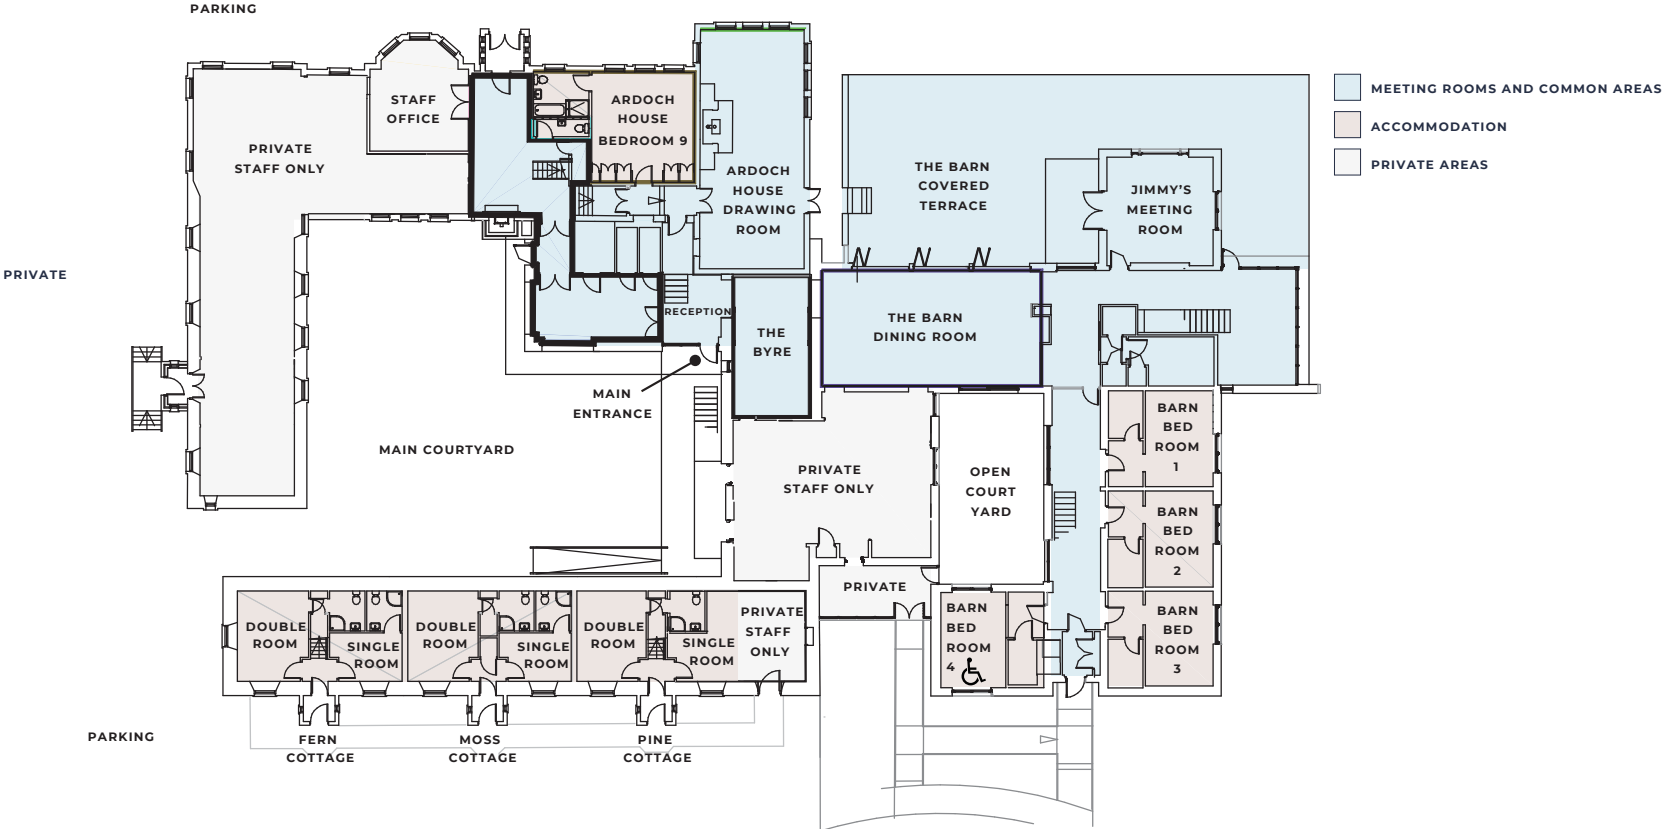 PARKING
STAFF
OFFICE
PRIVATE
STAFF ONLY
ARDOCH
HOUSE
BEDROOM 9
ARDOCH
HOUSE
DRAWING
ROOM
THE BARN
COVERED
TERRACE
JIMMY'S
MEETING
ROOM
MEETING ROOMS AND COMMON AREAS
ACCOMMODATION
PRIVATE AREAS
PRIVATE
RECEPTION
THE
BYRE
THE BARN
DINING ROOM
MAIN
ENTRANCE
MAIN COURTYARD
PRIVATE
STAFF ONLY
OPEN
COURT
YARD
BARN
BED
ROOM
1
BARN
BED
ROOM
2
BARN
BED
ROOM
3
PRIVATE
BARN
BED
ROOM
4
DOUBLE
ROOM
SINGLE
ROOM
DOUBLE
ROOM
SINGLE
ROOM
DOUBLE
ROOM
SINGLE
ROOM
PRIVATE
STAFF
ONLY
PARKING
FERN
COTTAGE
MOSS
COTTAGE
PINE
COTTAGE